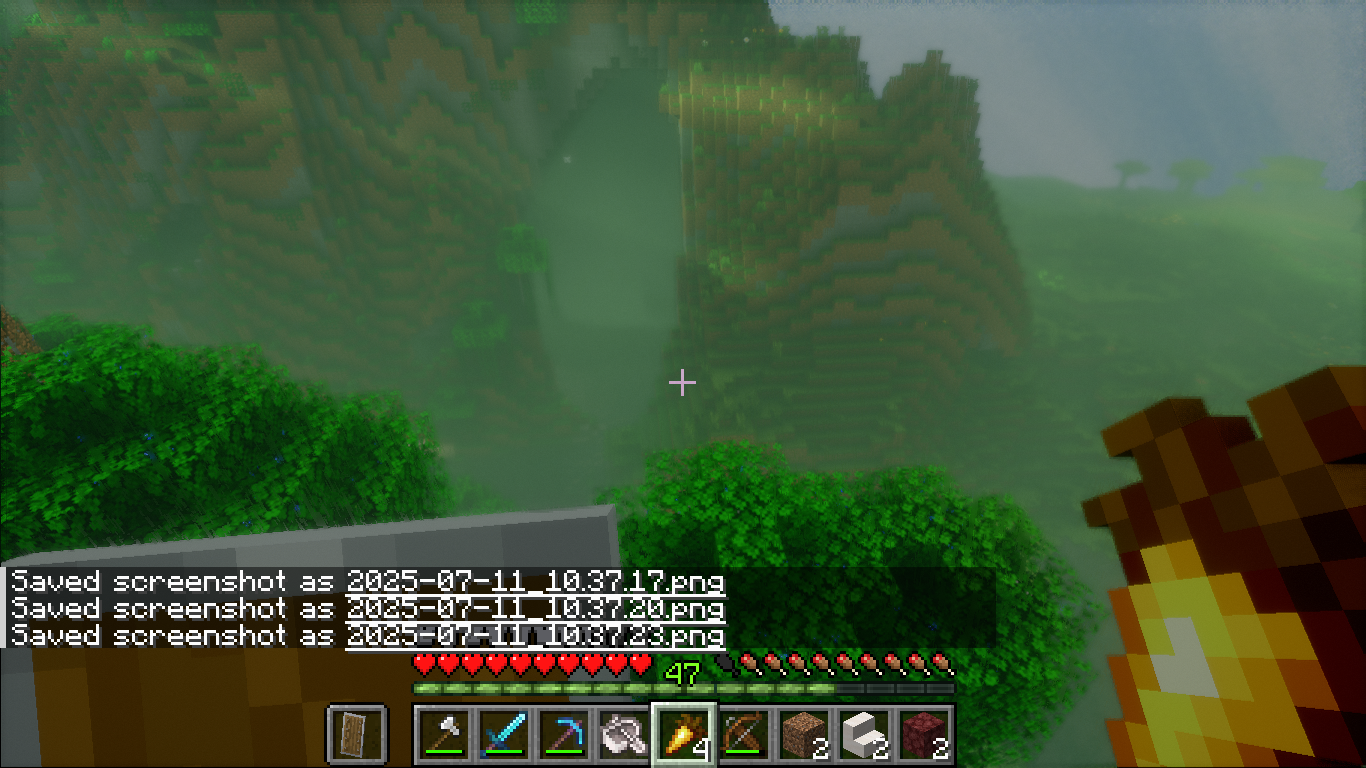 Saved screenshot as 2025-07-11_10.37.17.png
Saved screenshot as 2025-07-11_10.37.20.png
Saved screenshot as 2025-07-11_10.37.23.png
47
4 2 2 2